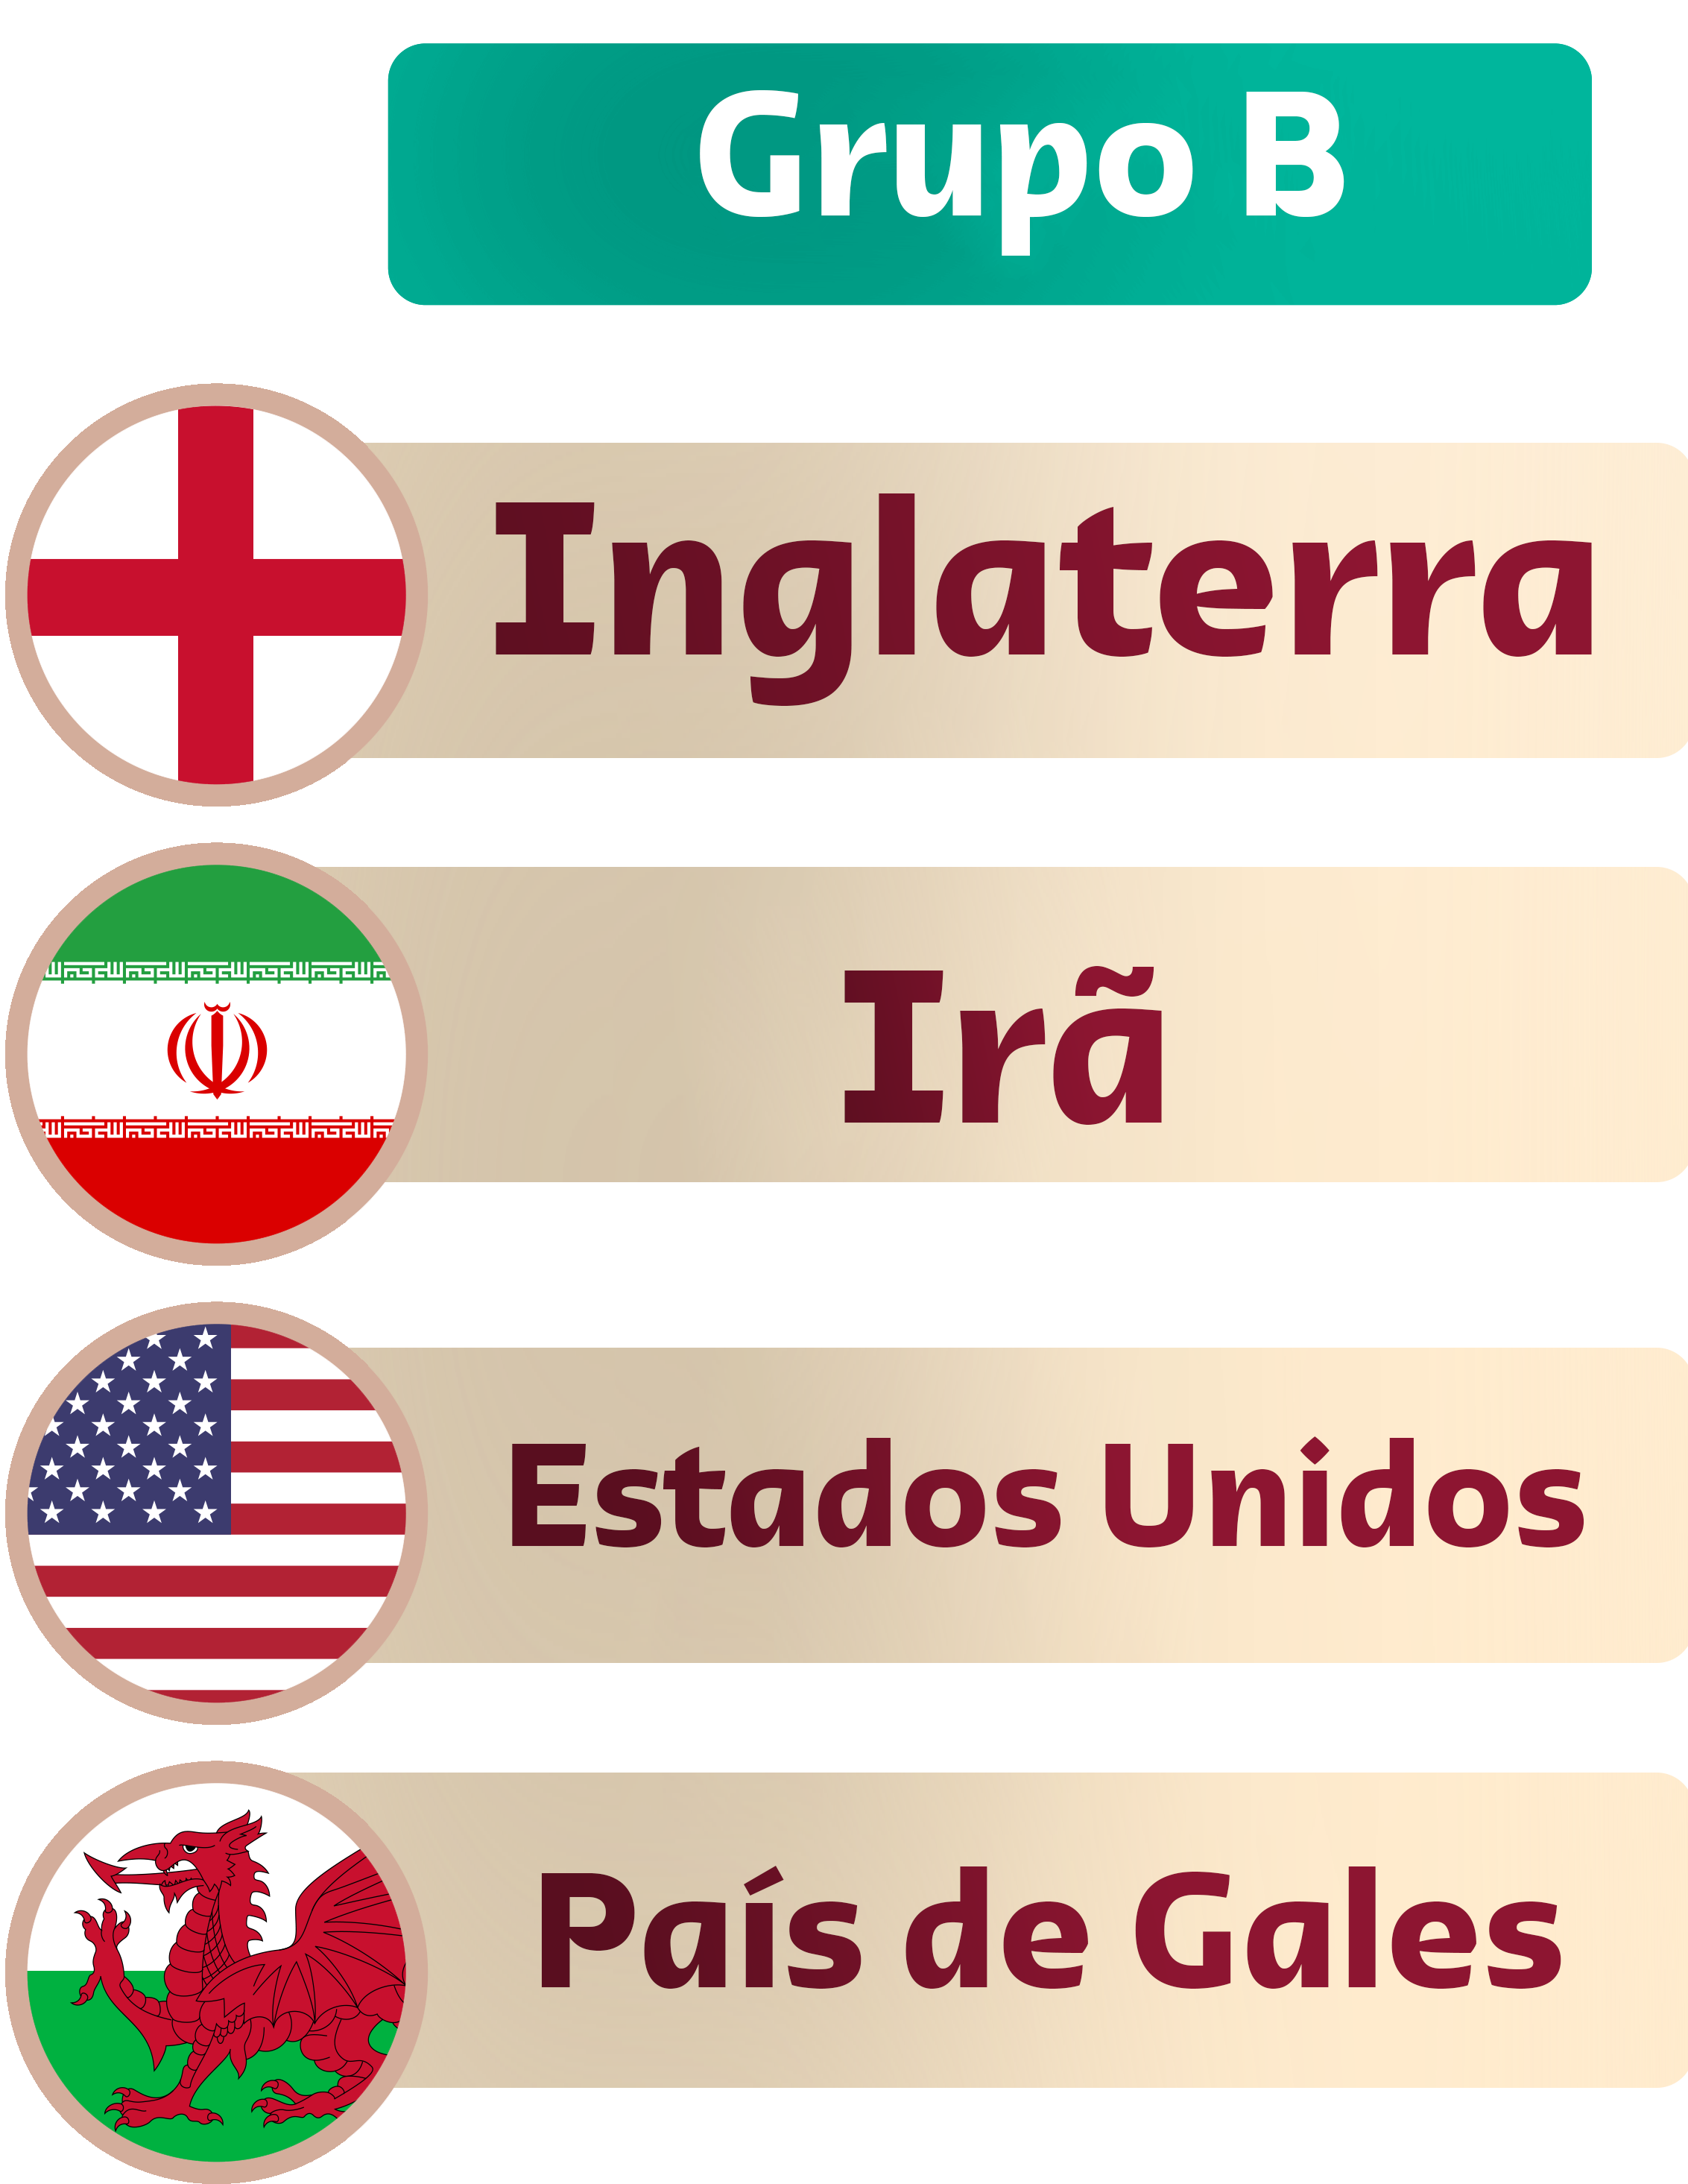 Grupo B
Inglaterra
Irã
Estados Unidos
País de Gales